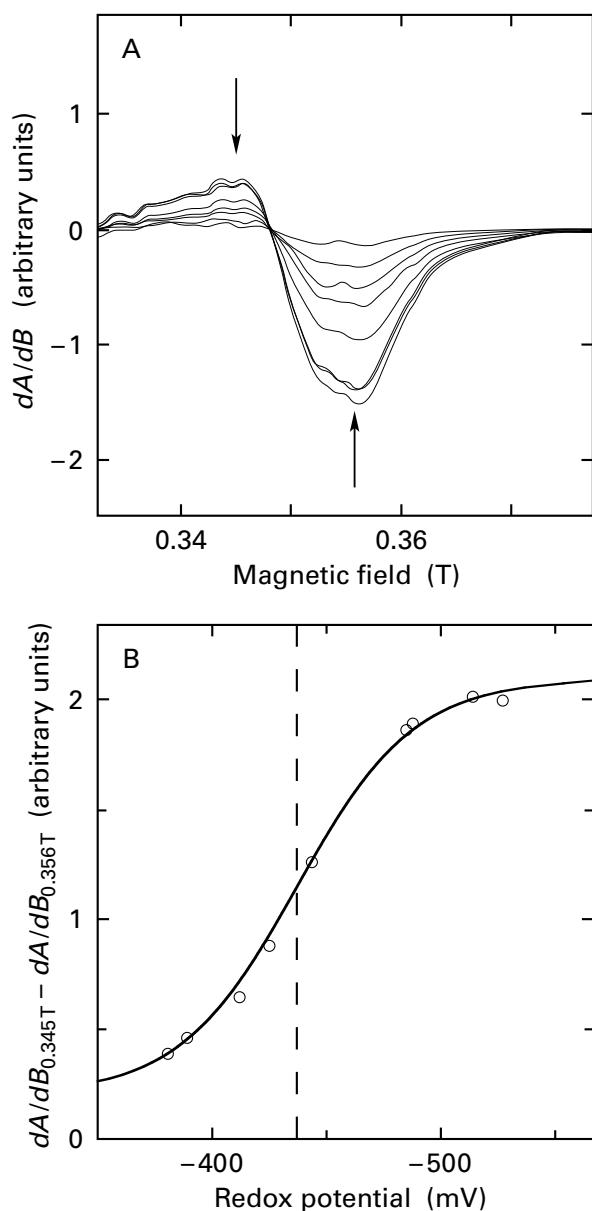 A
1
0
−1
−2
dA/dB (arbitrary units)
0.34 0.36
Magnetic field (T)
B
2
1
0
dA/dB0.345T − dA/dB0.356T (arbitrary units)
−400 −500
Redox potential (mV)